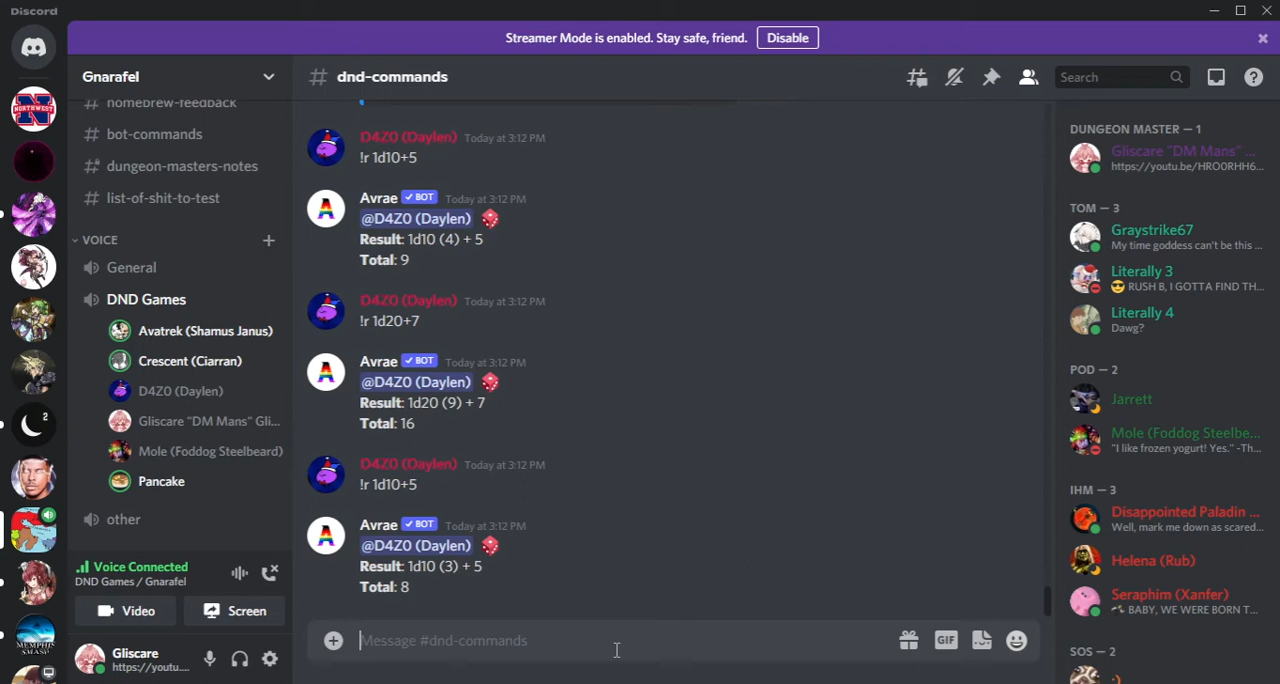 Discord
Streamer Mode is enabled. Stay safe, friend. Disable
Gnarafel
# dnd-commands
Search
homebrew-feedback
# bot-commands
dungeon-masters-notes
# list-of-shit-to-test
VOICE
General
DND Games
Avatrek (Shamus Janus)
Crescent (Ciarran)
D4Z0 (Daylen)
Gliscare "DM Mans" Gli...
Mole (Foddog Steelbeard)
Pancake
other
Voice Connected
DND Games / Gnarafel
Video
Screen
Gliscare
https://youtu....
NORTHWEST
N
2
MEMPHIS
SMASH
D4Z0 (Daylen) Today at 3:12 PM
!r 1d10+5
A
Avrae BOT Today at 3:12 PM
@D4Z0 (Daylen)
Result: 1d10 (4) + 5
Total: 9
D4Z0 (Daylen) Today at 3:12 PM
!r 1d20+7
A
Avrae BOT Today at 3:12 PM
@D4Z0 (Daylen)
Result: 1d20 (9) + 7
Total: 16
D4Z0 (Daylen) Today at 3:12 PM
!r 1d10+5
A
Avrae BOT Today at 3:12 PM
@D4Z0 (Daylen)
Result: 1d10 (3) + 5
Total: 8
Message #dnd-commands
GIF
DUNGEON MASTER — 1
Gliscare "DM Mans" ...
https://youtu.be/HRO0RHH6...
TOM — 3
Graystrike67
My time goddess can't be this ...
Literally 3
😎 RUSH B, I GOTTA FIND TH...
Literally 4
Dawg?
POD — 2
Jarrett
Mole (Foddog Steelbe...
"I like frozen yogurt! Yes." -Th...
IHM — 3
Disappointed Paladin ...
Well, mark me down as scared...
Helena (Rub)
Seraphim (Xanfer)
BABY, WE WERE BORN T...
SOS — 2
:)